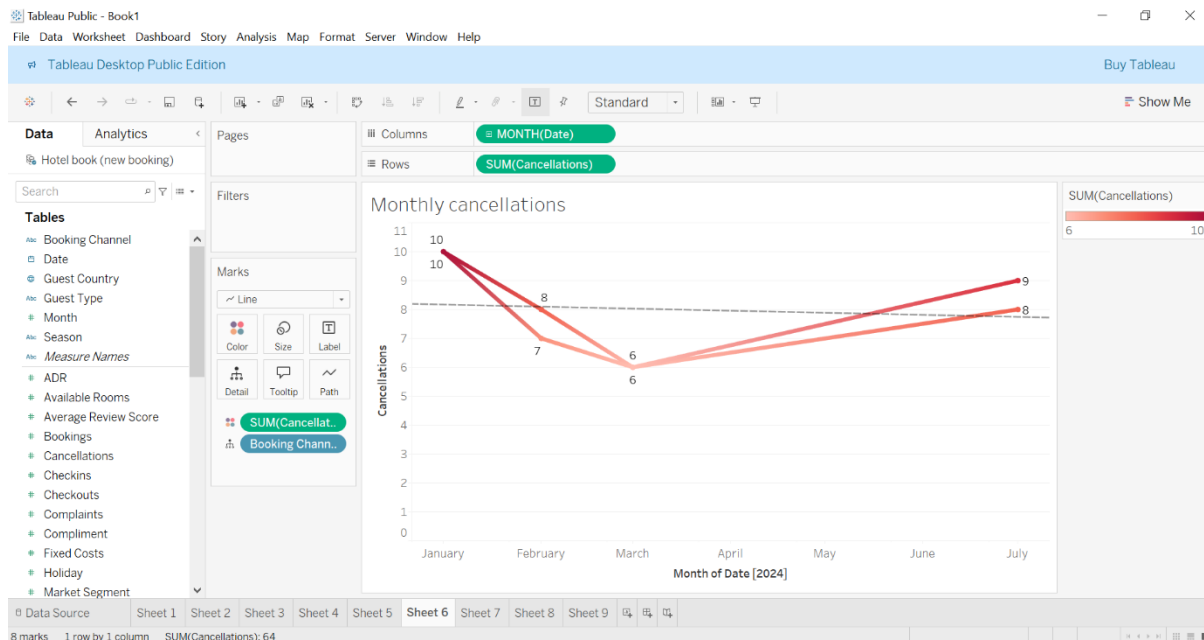 Tableau Public - Book1
File Data Worksheet Dashboard Story Analysis Map Format Server Window Help
Tableau Desktop Public Edition
Buy Tableau
Standard
Show Me
Data Analytics
Hotel book (new booking)
Search
Tables
Abc Booking Channel
Date
Guest Country
Abc Guest Type
# Month
Abc Season
Abc Measure Names
# ADR
# Available Rooms
# Average Review Score
# Bookings
# Cancellations
# Checkins
# Checkouts
# Complaints
# Compliment
# Fixed Costs
# Holiday
# Market Segment
Pages
Filters
Marks
Line
Color Size Label
Detail Tooltip Path
SUM(Cancellat..
Booking Chann..
Columns MONTH(Date)
Rows SUM(Cancellations)
Monthly cancellations
Cancellations
11
10
9
8
7
6
5
4
3
2
1
0
10
10
8
7
6
6
9
8
January February March April May June July
Month of Date [2024]
SUM(Cancellations)
6 10
Data Source Sheet 1 Sheet 2 Sheet 3 Sheet 4 Sheet 5 Sheet 6 Sheet 7 Sheet 8 Sheet 9
8 marks 1 row by 1 column SUM(Cancellations): 64